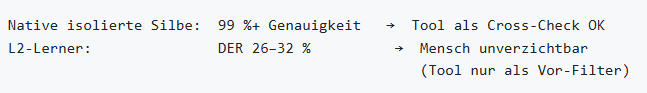 Native isolierte Silbe:  99 %+ Genauigkeit   →  Tool als Cross-Check OK
L2-Lerner:               DER 26–32 %          →  Mensch unverzichtbar
                                                 (Tool nur als Vor-Filter)